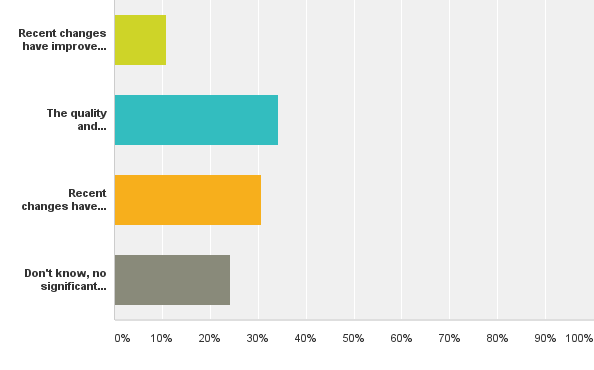 Recent changes
have improve...
The quality
and...
Recent
changes have...
Don't know, no
significant...
0% 10% 20% 30% 40% 50% 60% 70% 80% 90% 100%